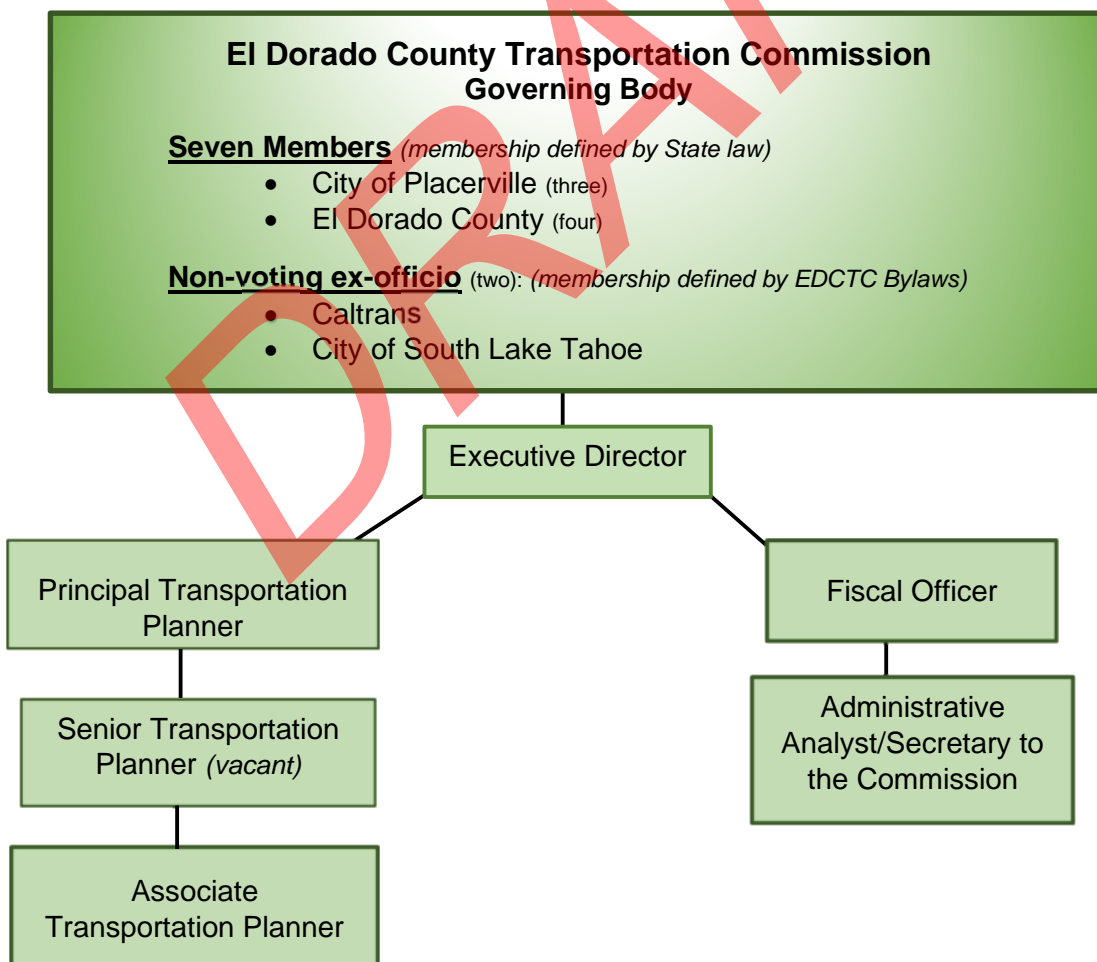 El Dorado County Transportation Commission
Governing Body
Seven Members (membership defined by State law)
• City of Placerville (three)
• El Dorado County (four)
Non-voting ex-officio (two): (membership defined by EDCTC Bylaws)
• Caltrans
• City of South Lake Tahoe
Executive Director
Principal Transportation
Planner
Fiscal Officer
Senior Transportation
Planner (vacant)
Administrative
Analyst/Secretary to
the Commission
Associate
Transportation Planner
DRA